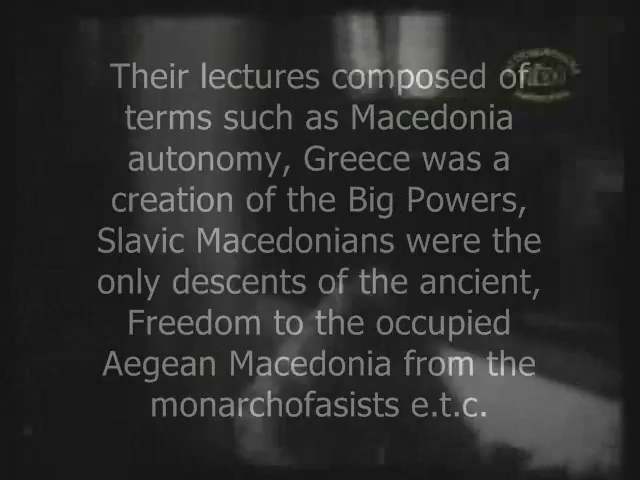 Their lectures composed of
terms such as Macedonia
autonomy, Greece was a
creation of the Big Powers,
Slavic Macedonians were the
only descents of the ancient,
Freedom to the occupied
Aegean Macedonia from the
monarchofasists e.t.c.